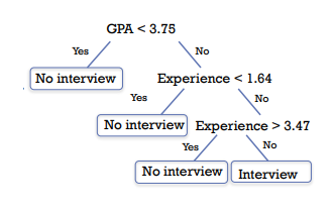 GPA < 3.75
Yes
No
No interview
Experience < 1.64
Yes
No
No interview
Experience > 3.47
Yes
No
No interview
Interview